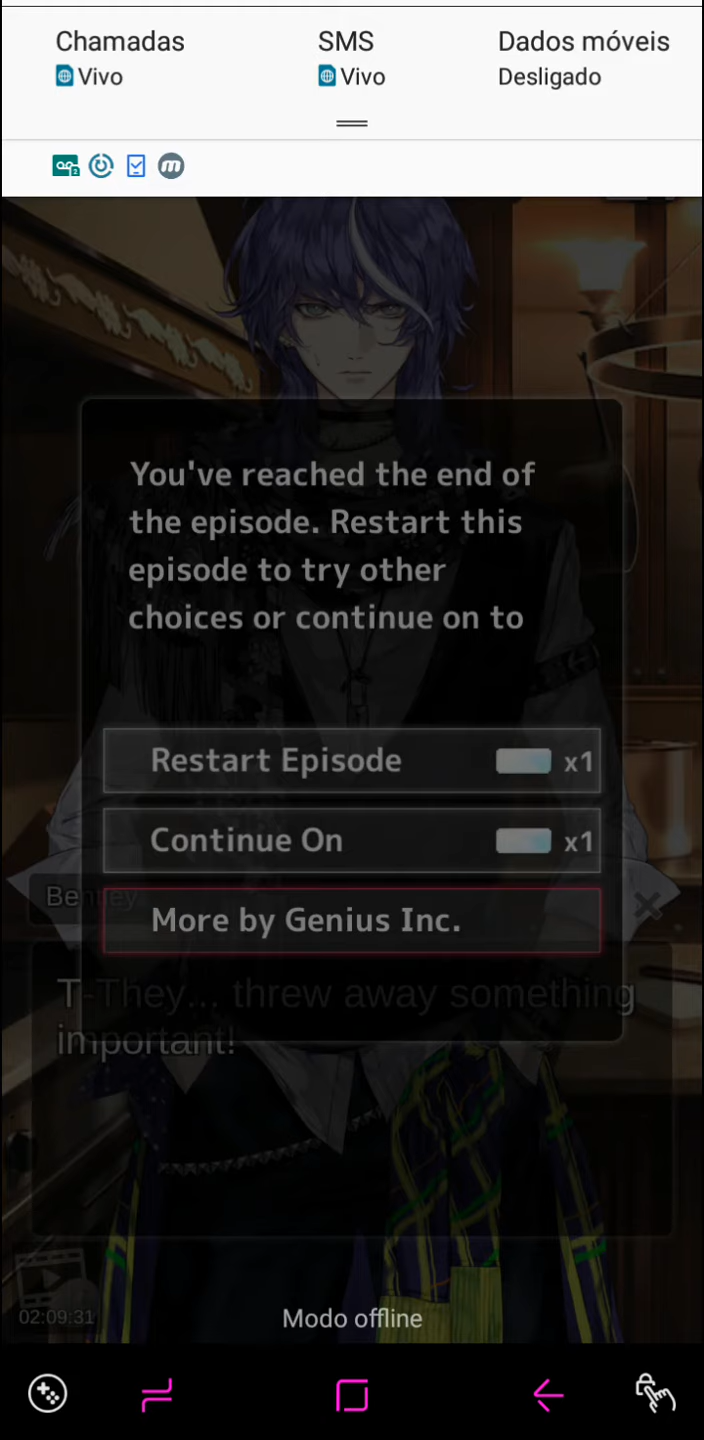 Chamadas SMS Dados móveis
Vivo Vivo Desligado
You've reached the end of
the episode. Restart this
episode to try other
choices or continue on to
Restart Episode x1
Continue On x1
Bentley
More by Genius Inc.
T-They... threw away something
important!
02:09:31
Modo offline